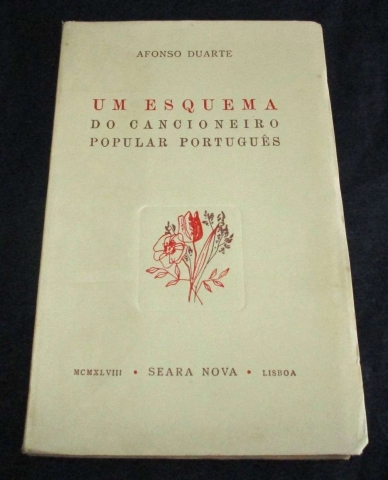 AFONSO DUARTE
UM ESQUEMA
DO CANCIONEIRO
POPULAR PORTUGUÊS
MCMXLVIII • SEARA NOVA • LISBOA